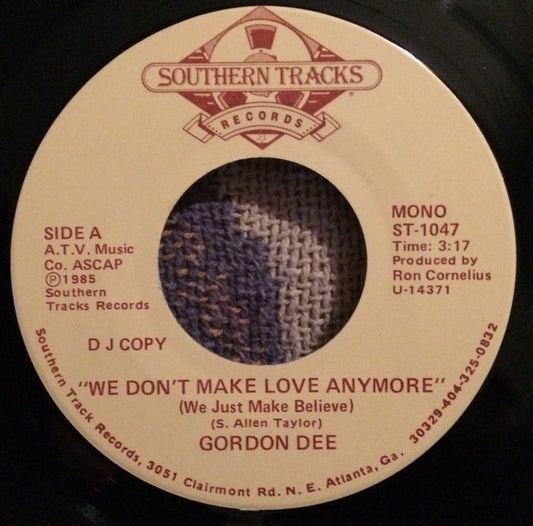 SOUTHERN TRACKS
RECORDS
SIDE A
A.T.V. Music
Co. ASCAP
Ⓟ1985
Southern
Tracks Records
MONO
ST-1047
Time: 3:17
Produced by
Ron Cornelius
U-14371
D J COPY
"WE DON'T MAKE LOVE ANYMORE"
(We Just Make Believe)
(S. Allen Taylor)
GORDON DEE
Southern Track Records, 3051 Clairmont Rd. N. E. Atlanta, Ga. 30329-404-325-0832